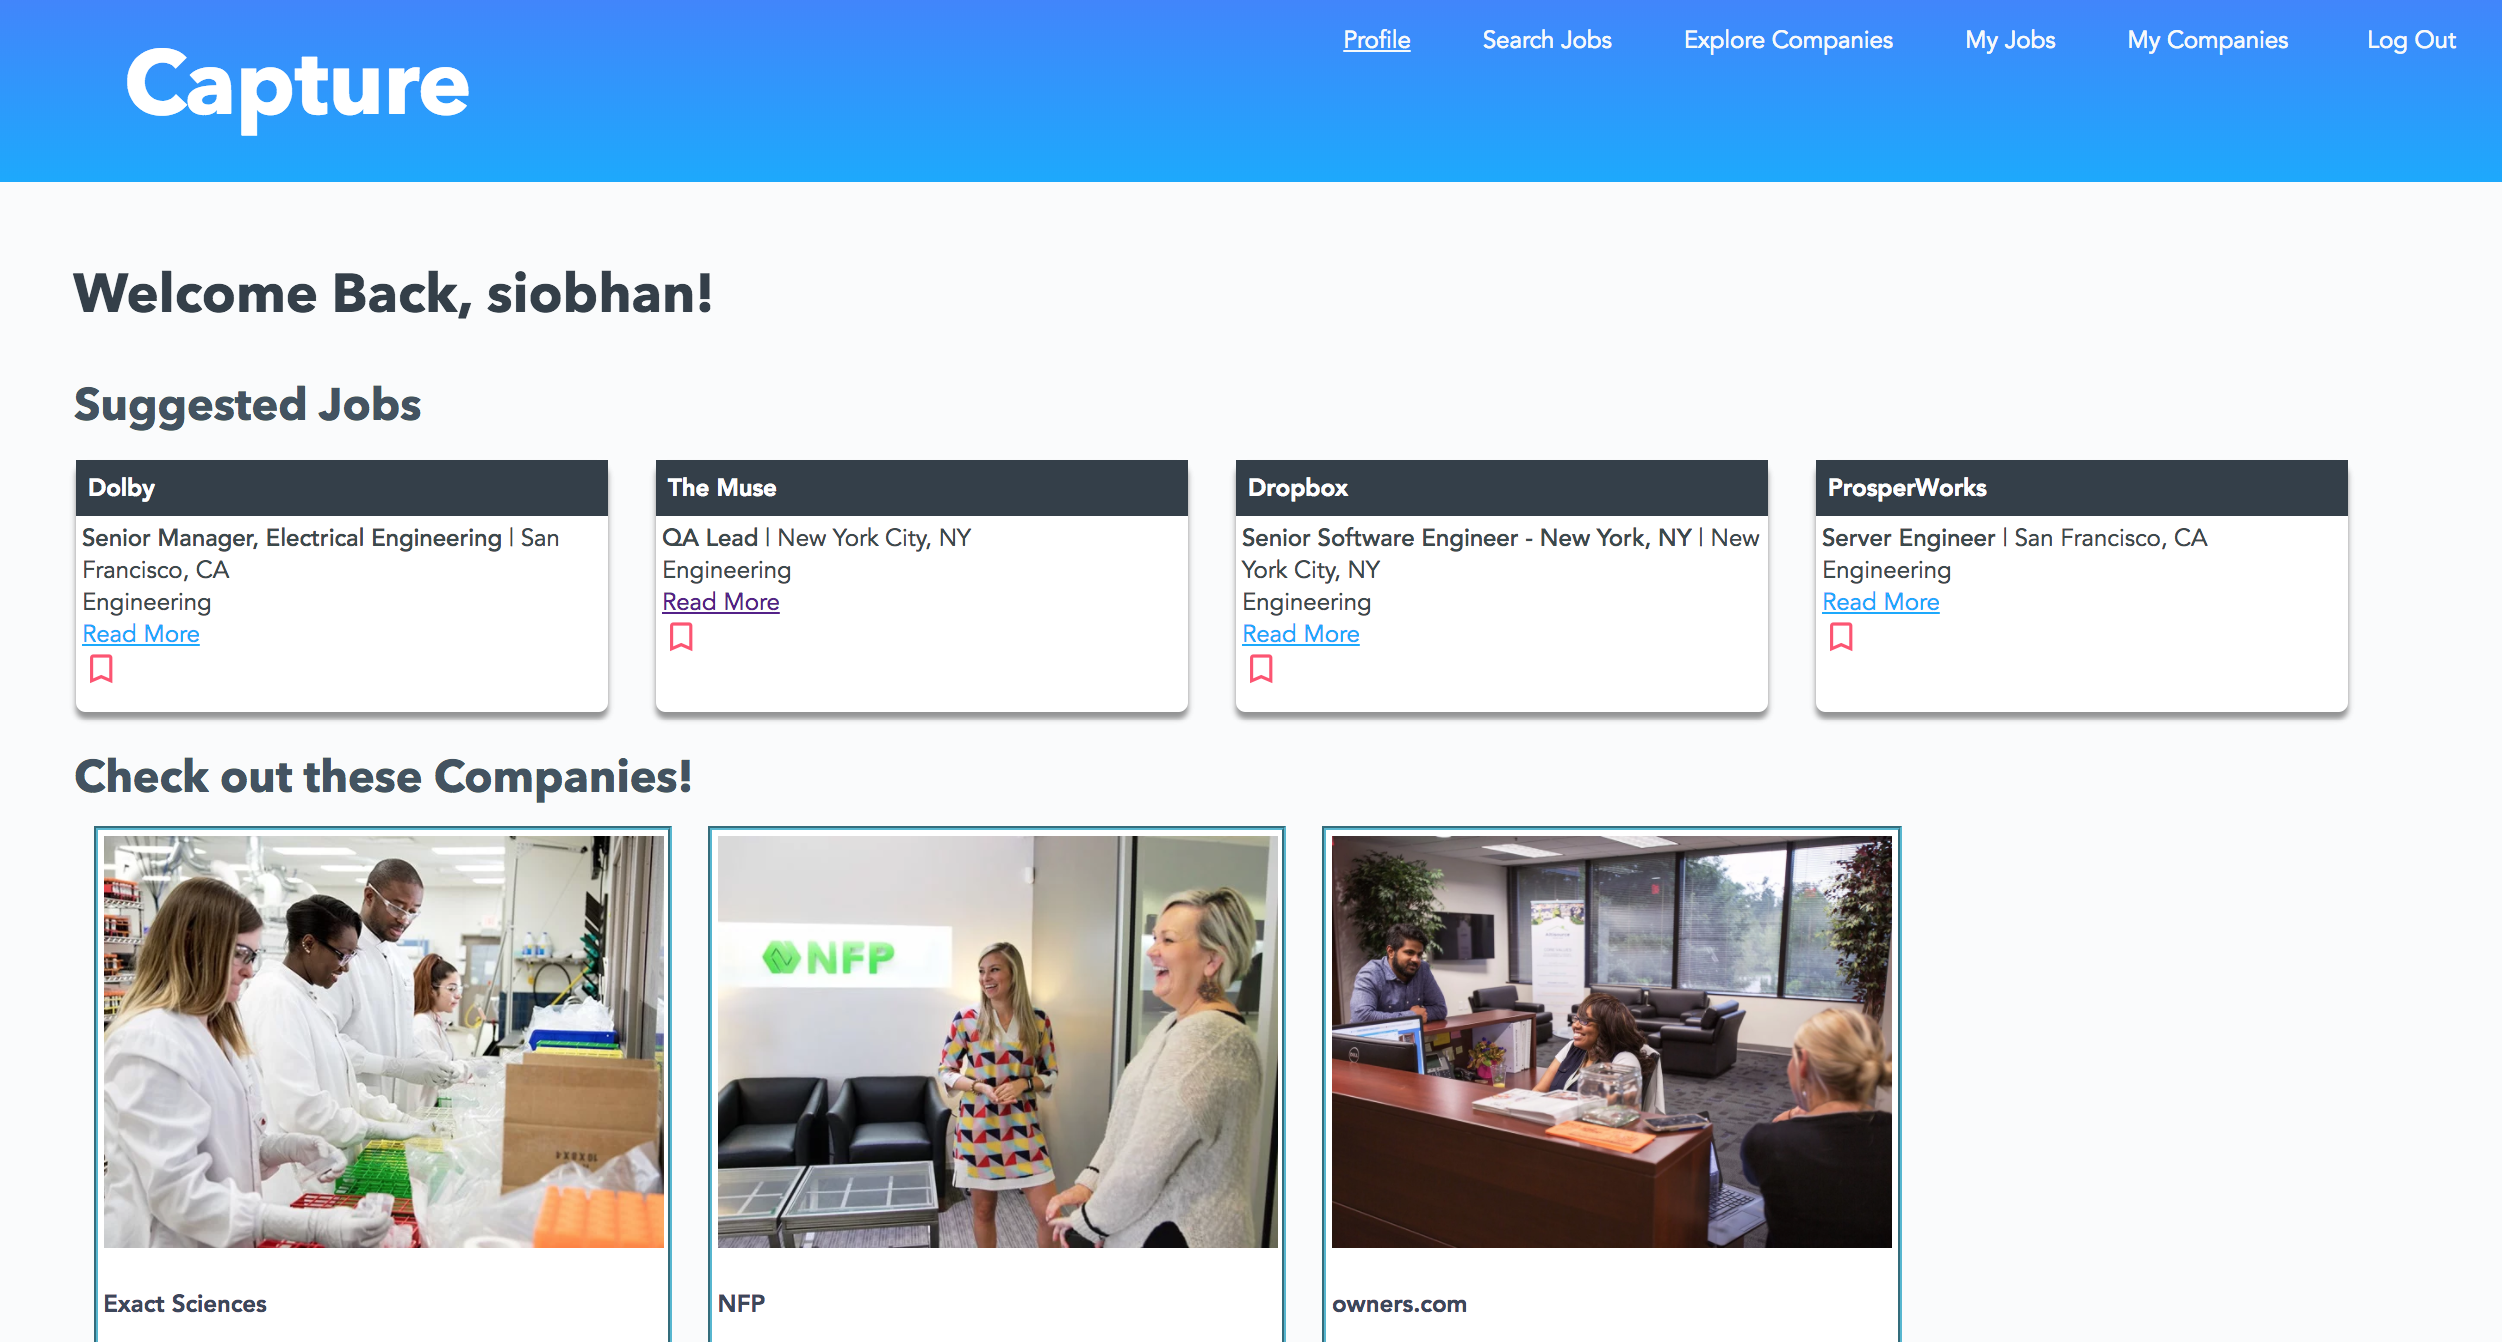 Capture
Profile
Search Jobs
Explore Companies
My Jobs
My Companies
Log Out
Welcome Back, siobhan!
Suggested Jobs
Dolby
Senior Manager, Electrical Engineering | San
Francisco, CA
Engineering
Read More
The Muse
QA Lead | New York City, NY
Engineering
Read More
Dropbox
Senior Software Engineer - New York, NY | New
York City, NY
Engineering
Read More
ProsperWorks
Server Engineer | San Francisco, CA
Engineering
Read More
Check out these Companies!
10X8X4
NFP
DELL
Exact Sciences
NFP
owners.com